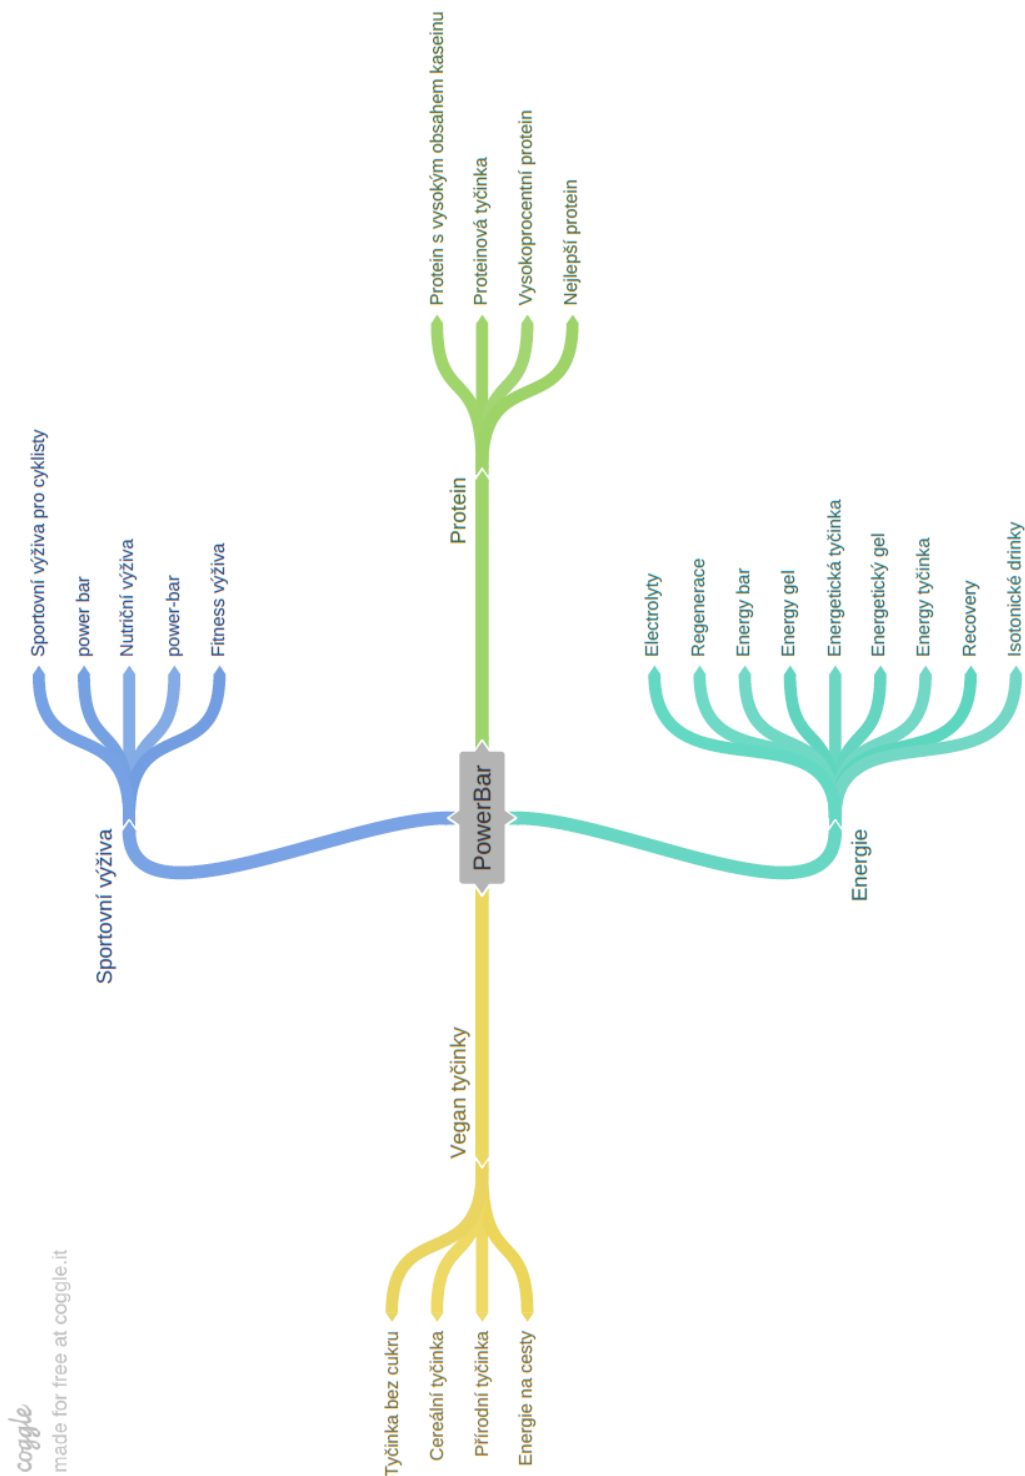 coggle
made for free at coggle.it
PowerBar
Sportovní výživa
Sportovní výživa pro cyklisty
power bar
Nutriční výživa
power-bar
Fitness výživa
Protein
Protein s vysokým obsahem kaseinu
Proteinová tyčinka
Vysokoprocentní protein
Nejlepší protein
Vegan tyčinky
Tyčinka bez cukru
Cereální tyčinka
Přírodní tyčinka
Energie na cesty
Energie
Electrolyty
Regenerace
Energy bar
Energy gel
Energetická tyčinka
Energetický gel
Energy tyčinka
Recovery
Isotonické drinky